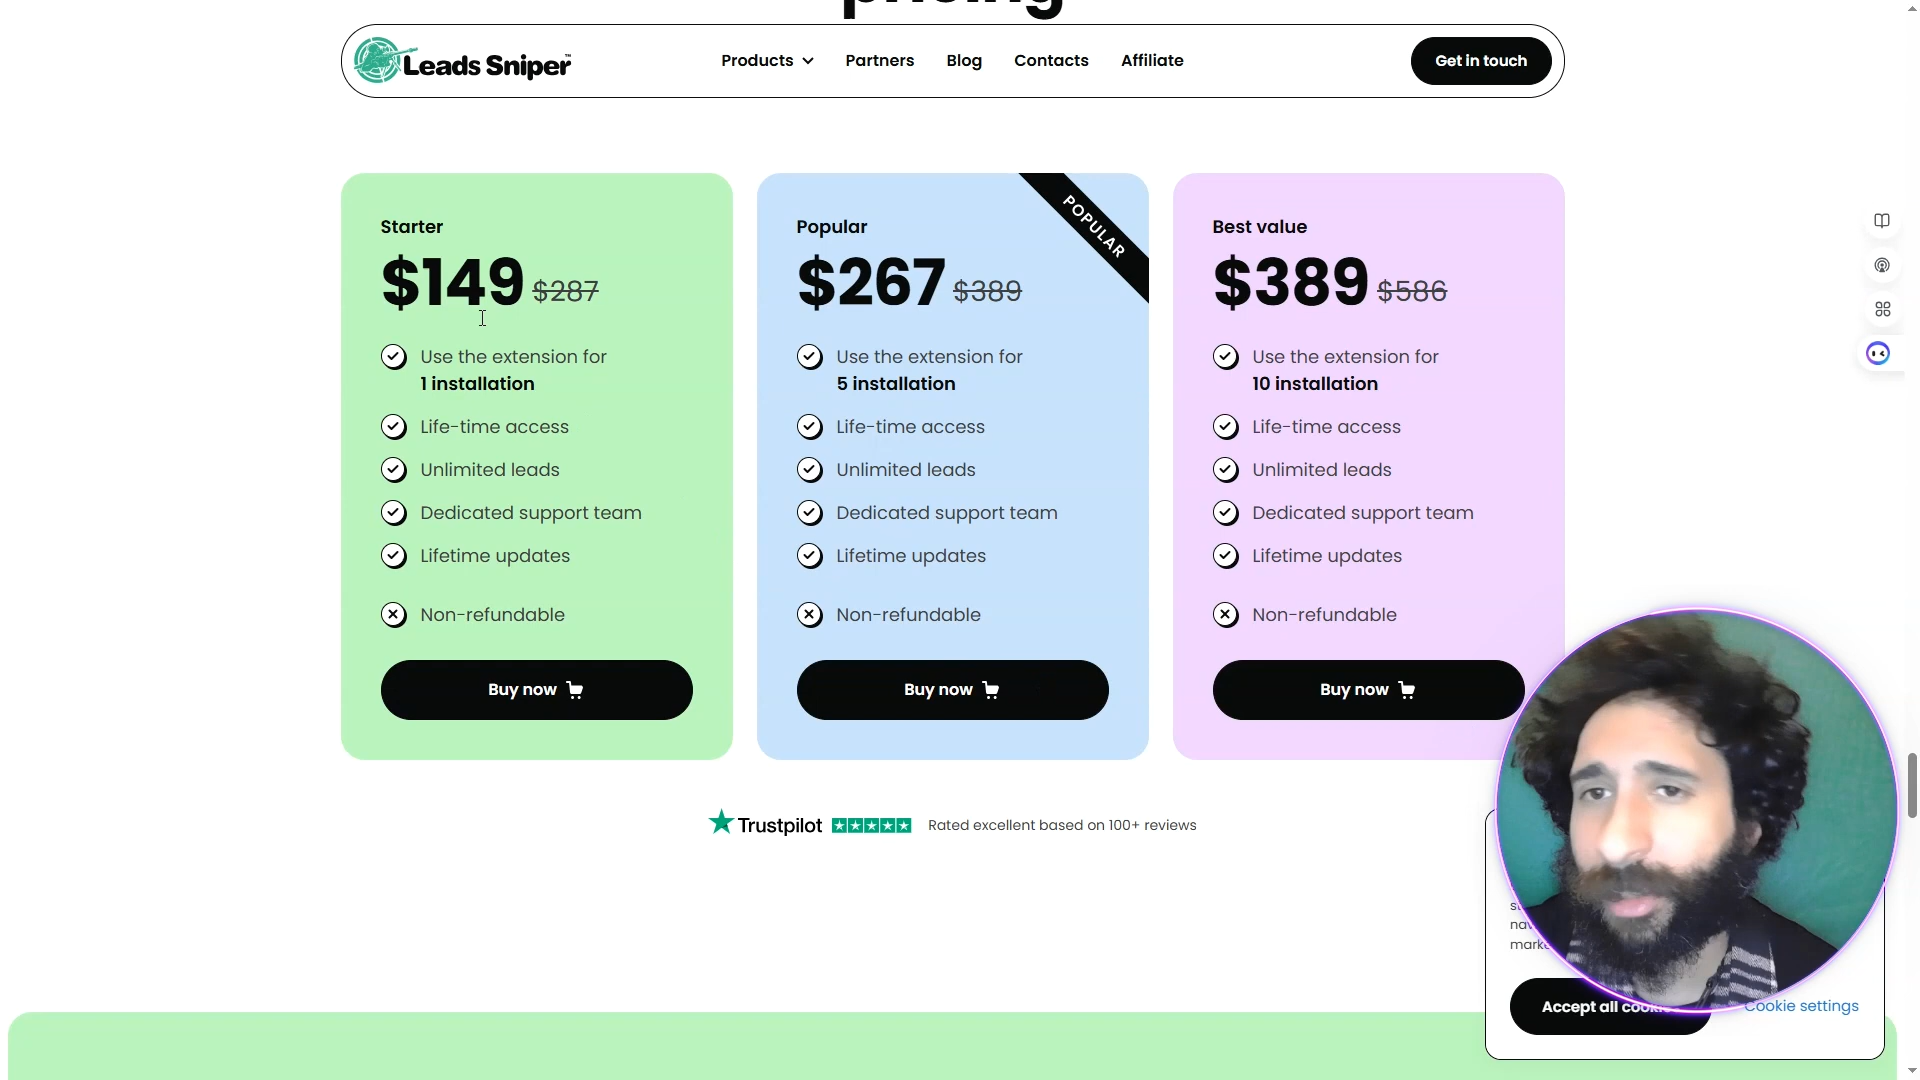 pricing
Leads Sniper™
Products
Partners
Blog
Contacts
Affiliate
Get in touch
Starter
$149 $287
Use the extension for
1 installation
Life-time access
Unlimited leads
Dedicated support team
Lifetime updates
Non-refundable
Buy now
POPULAR
Popular
$267 $389
Use the extension for
5 installation
Life-time access
Unlimited leads
Dedicated support team
Lifetime updates
Non-refundable
Buy now
Best value
$389 $586
Use the extension for
10 installation
Life-time access
Unlimited leads
Dedicated support team
Lifetime updates
Non-refundable
Buy now
Trustpilot
Rated excellent based on 100+ reviews
Accept all
Cookie settings